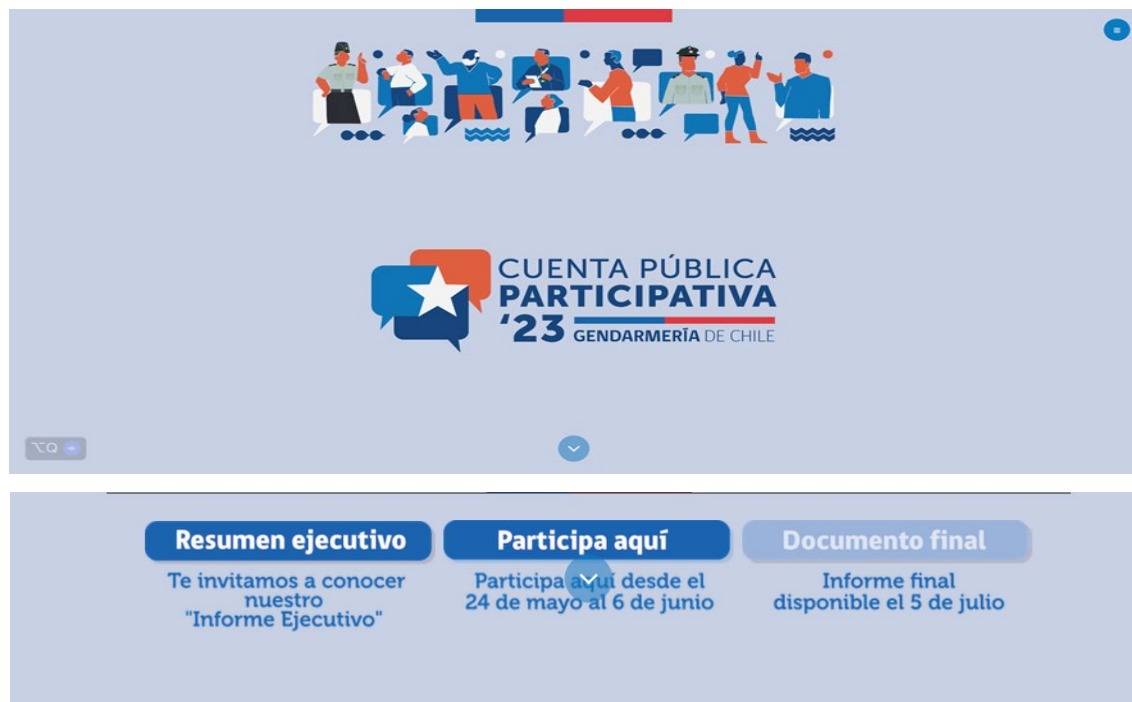 CUENTA PÚBLICA
PARTICIPATIVA
‘23 GENDARMERÍA DE CHILE
⌥Q
Resumen ejecutivo
Te invitamos a conocer
nuestro
"Informe Ejecutivo"
Participa aquí
Participa aquí desde el
24 de mayo al 6 de junio
Documento final
Informe final
disponible el 5 de julio